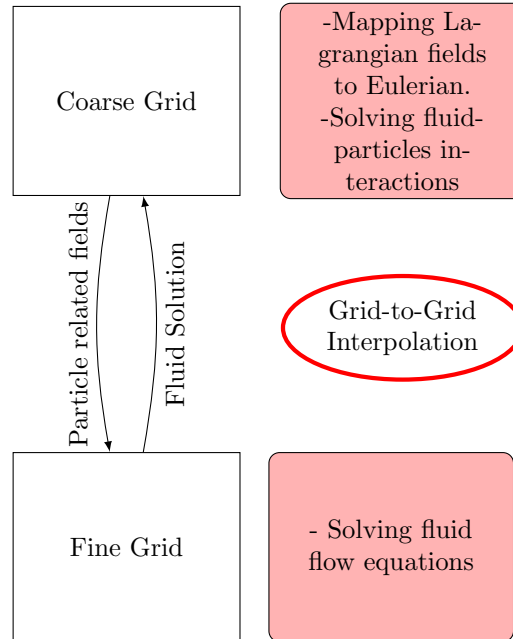 Coarse Grid
-Mapping La-
grangian fields
to Eulerian.
-Solving fluid-
particles in-
teractions
Particle related fields
Fluid Solution
Grid-to-Grid
Interpolation
Fine Grid
- Solving fluid
flow equations